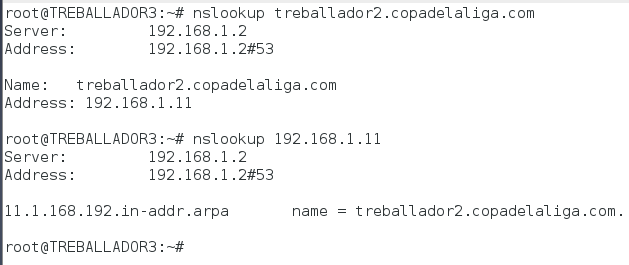 root@TREBALLADOR3:~# nslookup treballador2.copadelaliga.com
Server:         192.168.1.2
Address:        192.168.1.2#53

Name:   treballador2.copadelaliga.com
Address: 192.168.1.11

root@TREBALLADOR3:~# nslookup 192.168.1.11
Server:         192.168.1.2
Address:        192.168.1.2#53

11.1.168.192.in-addr.arpa       name = treballador2.copadelaliga.com.

root@TREBALLADOR3:~#